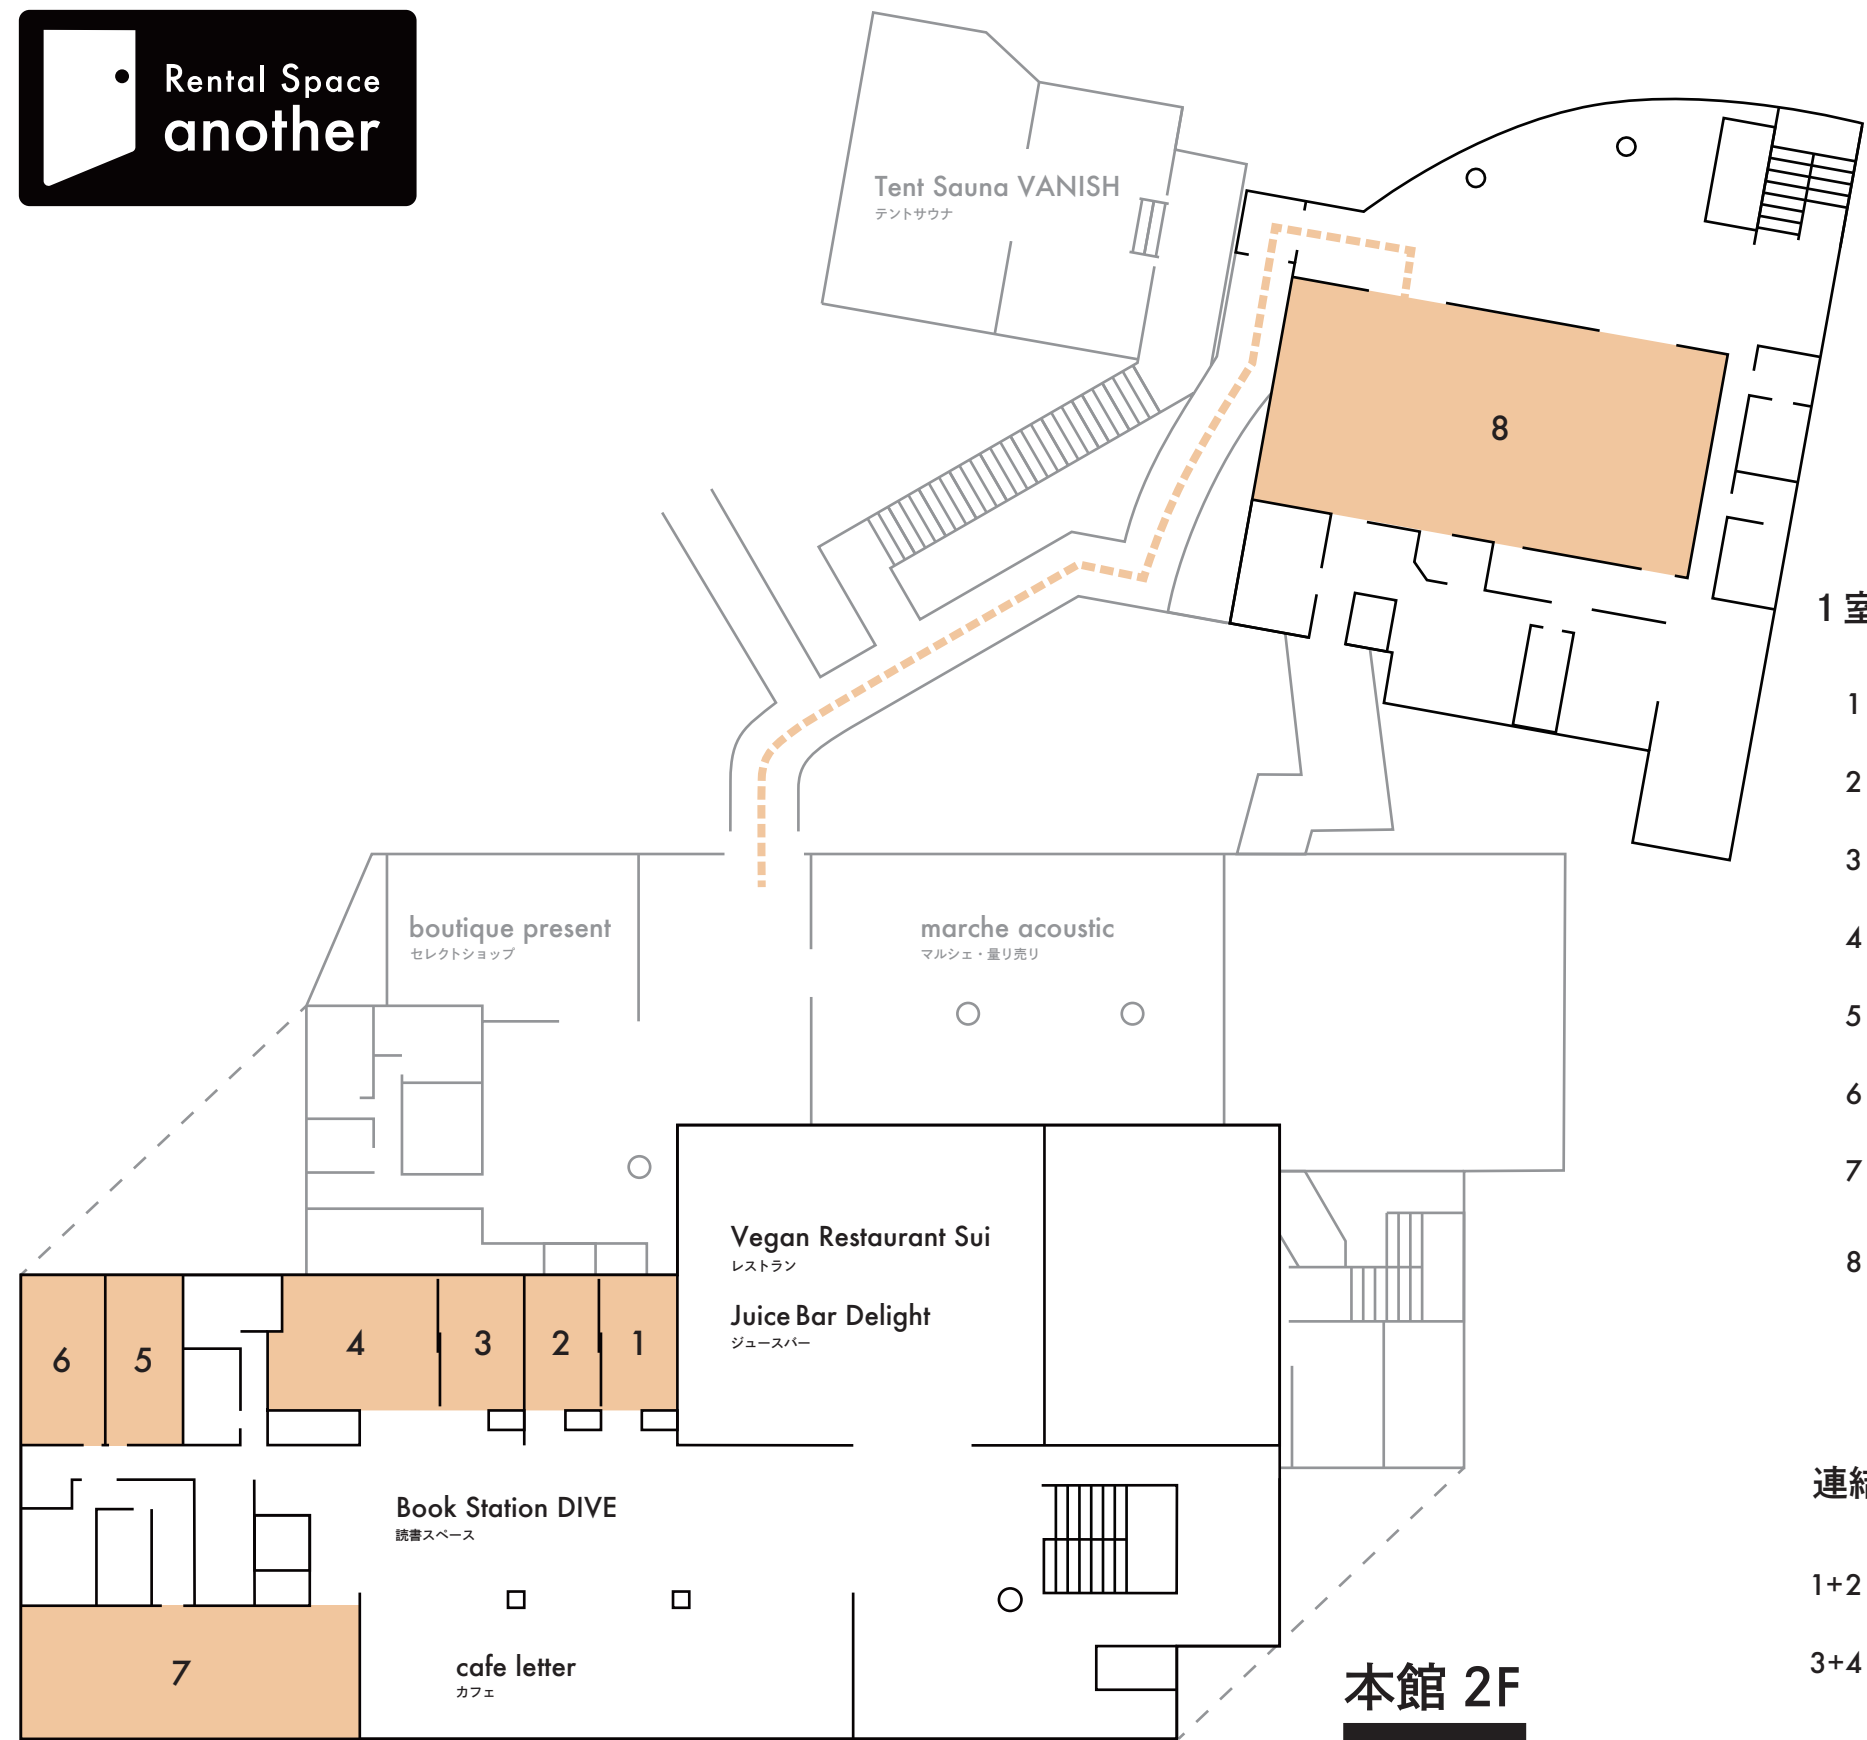 Rental Space
another
Tent Sauna VANISH
テントサウナ
8
boutique present
セレクトショップ
marche acoustic
マルシェ・量り売り
Vegan Restaurant Sui
レストラン
Juice Bar Delight
ジュースバー
6
5
4
3
2
1
Book Station DIVE
読書スペース
7
cafe letter
カフェ
本館 2F
1室
1
2
3
4
5
6
7
8
連結
1+2
3+4